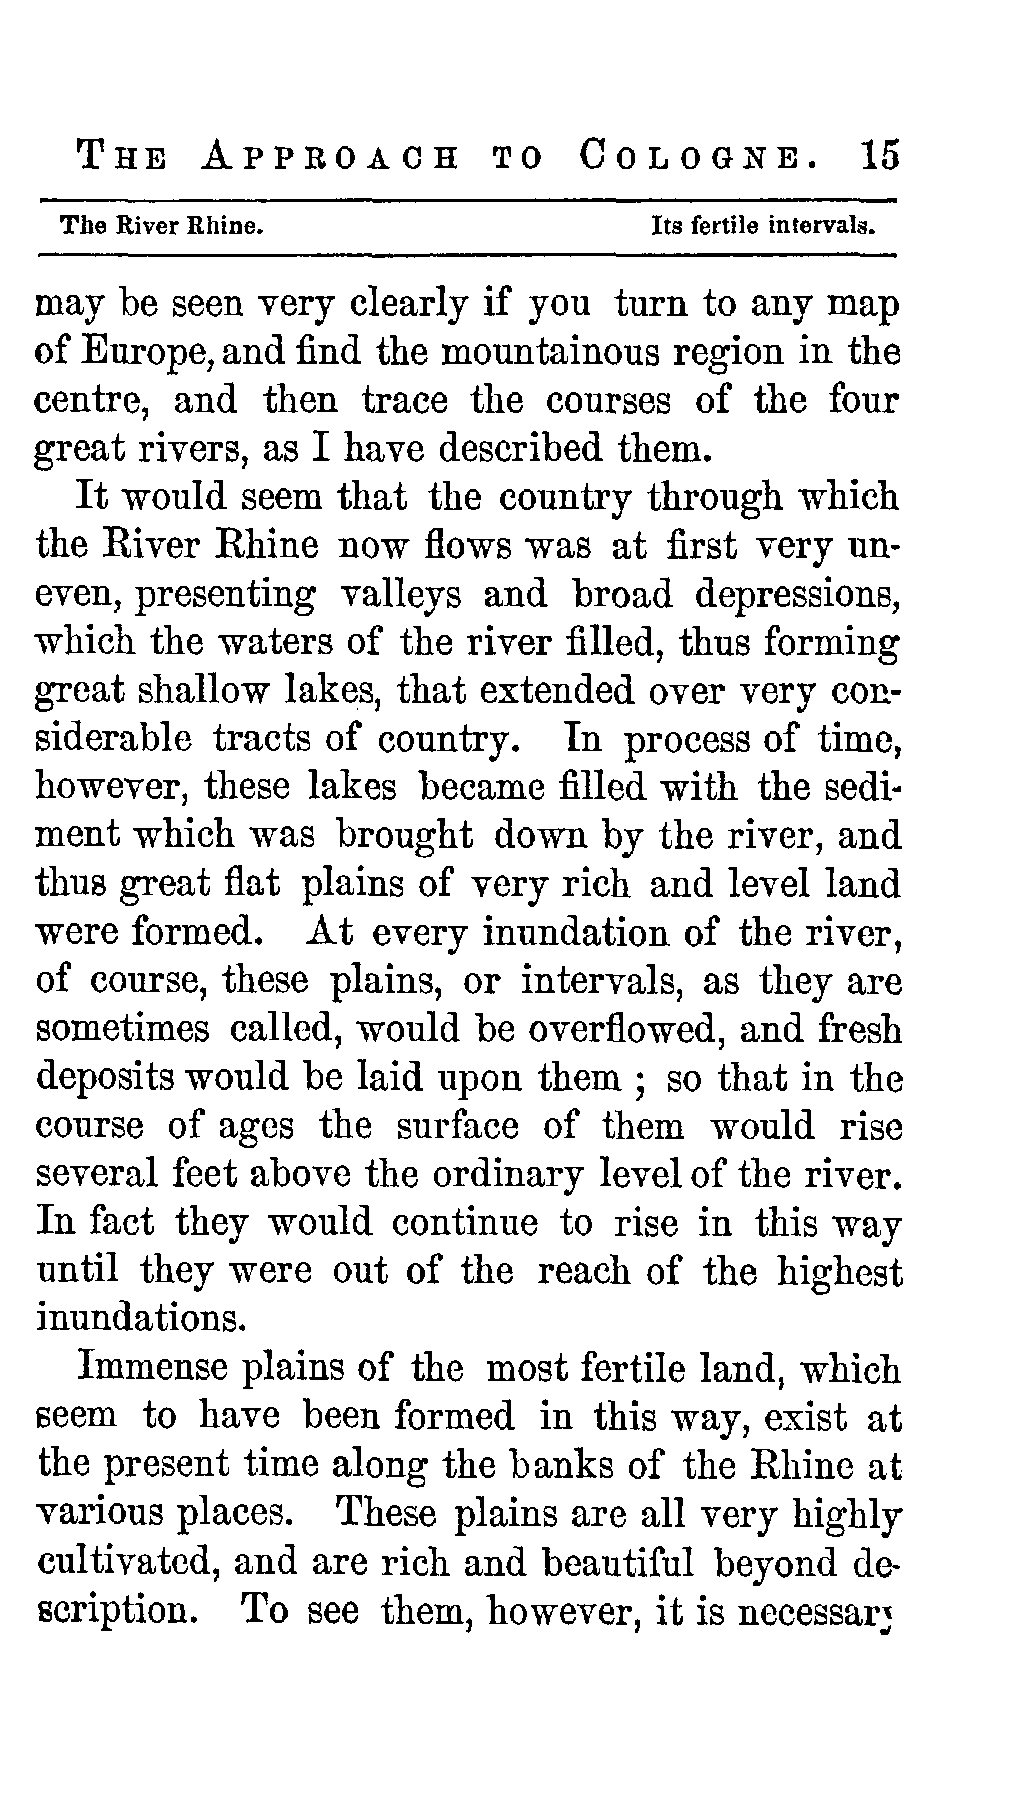 THE APPROACH TO COLOGNE. 15
The River Rhine. Its fertile intervals.
may be seen very clearly if you turn to any map
of Europe, and find the mountainous region in the
centre, and then trace the courses of the four
great rivers, as I have described them.
It would seem that the country through which
the River Rhine now flows was at first very un-
even, presenting valleys and broad depressions,
which the waters of the river filled, thus forming
great shallow lakes, that extended over very con-
siderable tracts of country. In process of time,
however, these lakes became filled with the sedi-
ment which was brought down by the river, and
thus great flat plains of very rich and level land
were formed. At every inundation of the river,
of course, these plains, or intervals, as they are
sometimes called, would be overflowed, and fresh
deposits would be laid upon them ; so that in the
course of ages the surface of them would rise
several feet above the ordinary level of the river.
In fact they would continue to rise in this way
until they were out of the reach of the highest
inundations.
Immense plains of the most fertile land, which
seem to have been formed in this way, exist at
the present time along the banks of the Rhine at
various places. These plains are all very highly
cultivated, and are rich and beautiful beyond de-
scription. To see them, however, it is necessary